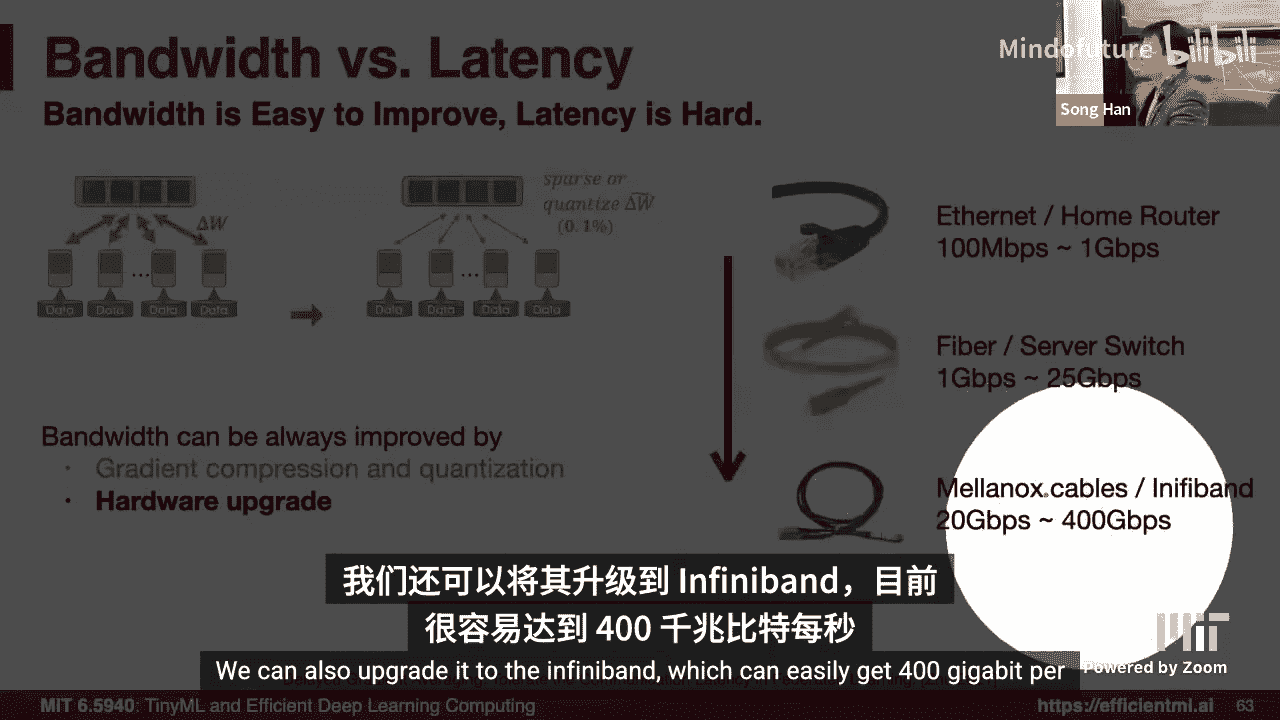 Bandwidth vs. Latency
Mindofuture bilibili
Bandwidth is Easy to Improve, Latency is Hard.
Song Han
sparse or
quantize ΔW
(0.1%)
ΔW
...
...
Data Data Data Data
Data Data Data Data
Ethernet / Home Router
100Mbps ~ 1Gbps
Fiber / Server Switch
1Gbps ~ 25Gbps
Bandwidth can be always improved by
• Gradient compression and quantization
• Hardware upgrade
Mellanox cables / Inifiband
20Gbps ~ 400Gbps
我们还可以将其升级到 Infiniband，目前
很容易达到 400 千兆比特每秒
We can also upgrade it to the infiniband, which can easily get 400 gigabit per
MIT
Powered by Zoom
MIT 6.5940: TinyML and Efficient Deep Learning Computing
https://efficientml.ai
63